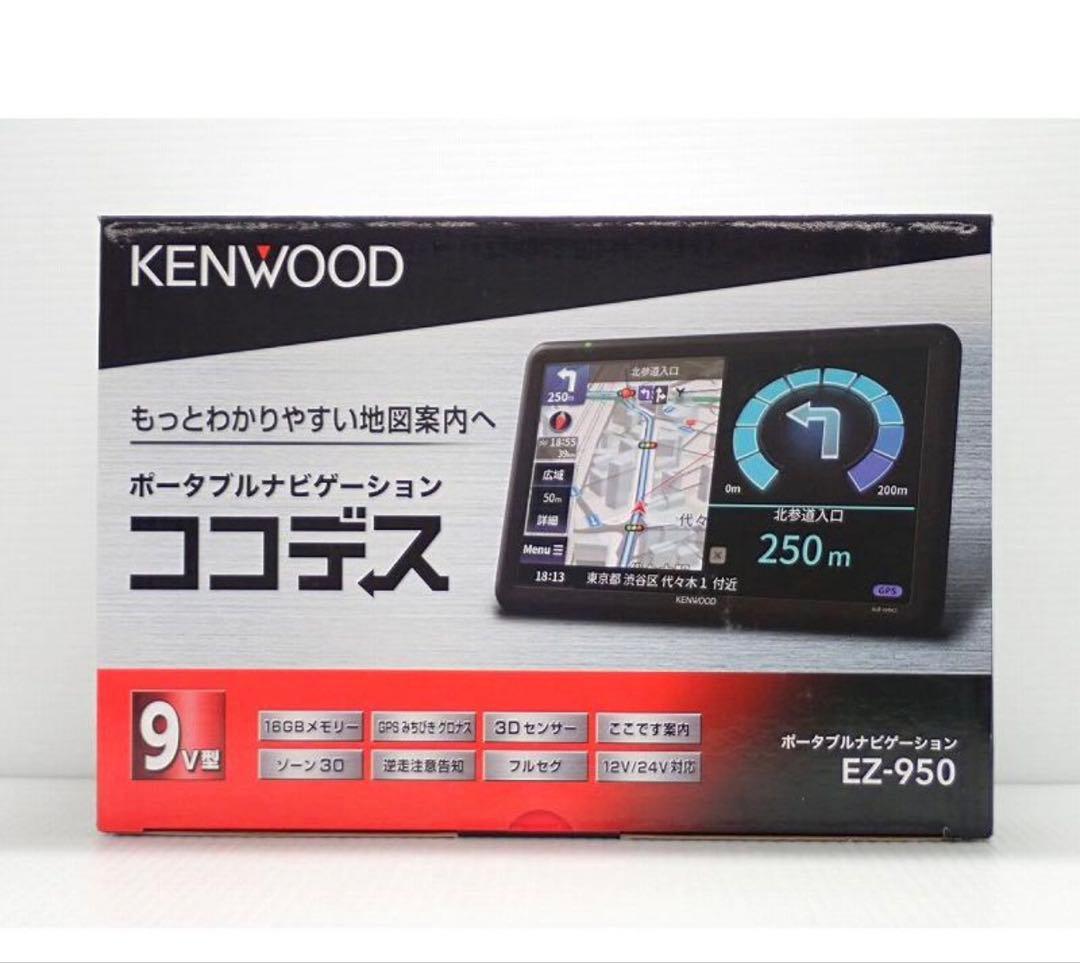 KENWOOD
もっとわかりやすい地図案内へ
ポータブルナビゲーション
ココデス
250m
北参道入口
18:55
39km
広域
50m
詳細
Menu
代々
18:13 東京都 渋谷区 代々木1 付近
KENWOOD
0m
200m
北参道入口
250m
GPS
9V型
16GBメモリー
GPSみちびきグロナス
3Dセンサー
ここです案内
ゾーン30
逆走注意告知
フルセグ
12V/24V対応
ポータブルナビゲーション
EZ-950